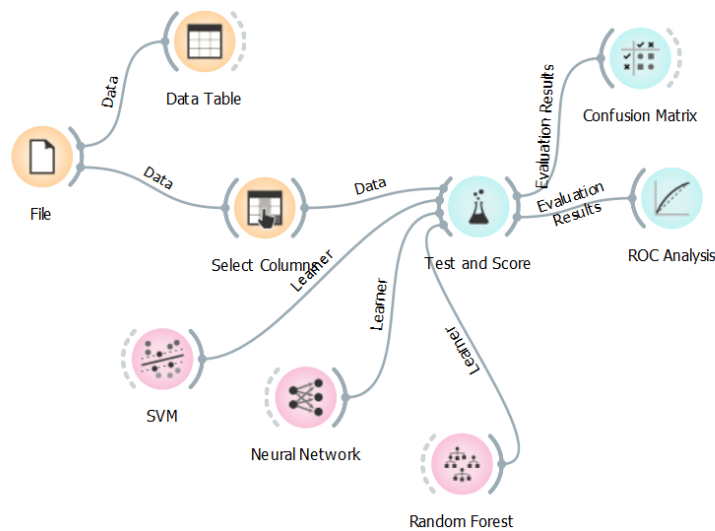 Data Table
Data
Evaluation Results
Confusion Matrix
File
Data
Data
Select Columns
Test and Score
Evaluation
Results
ROC Analysis
Learner
Learner
Learner
SVM
Neural Network
Random Forest